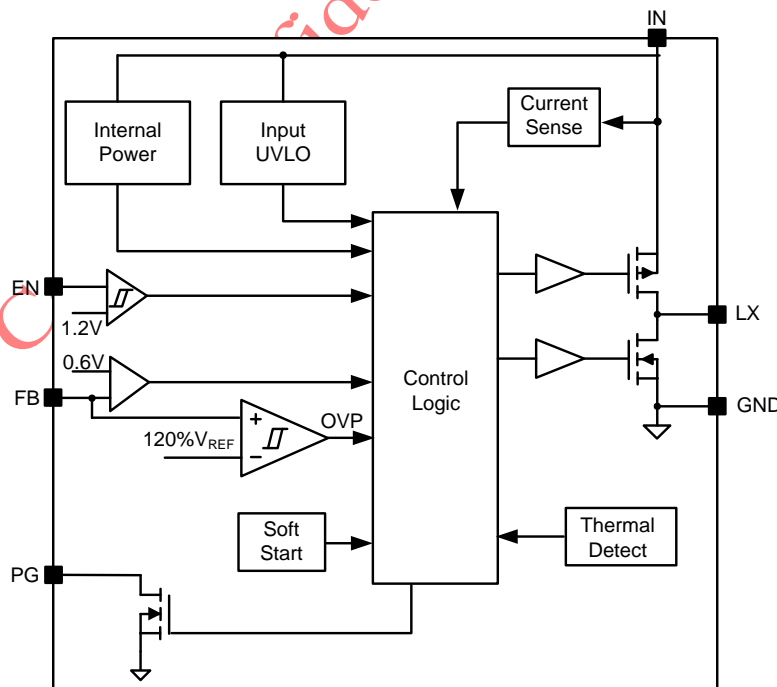 IN
Internal
Power
Input
UVLO
Current
Sense
EN
1.2V
0.6V
FB
120%VREF
+
−
OVP
Control
Logic
LX
GND
Soft
Start
Thermal
Detect
PG